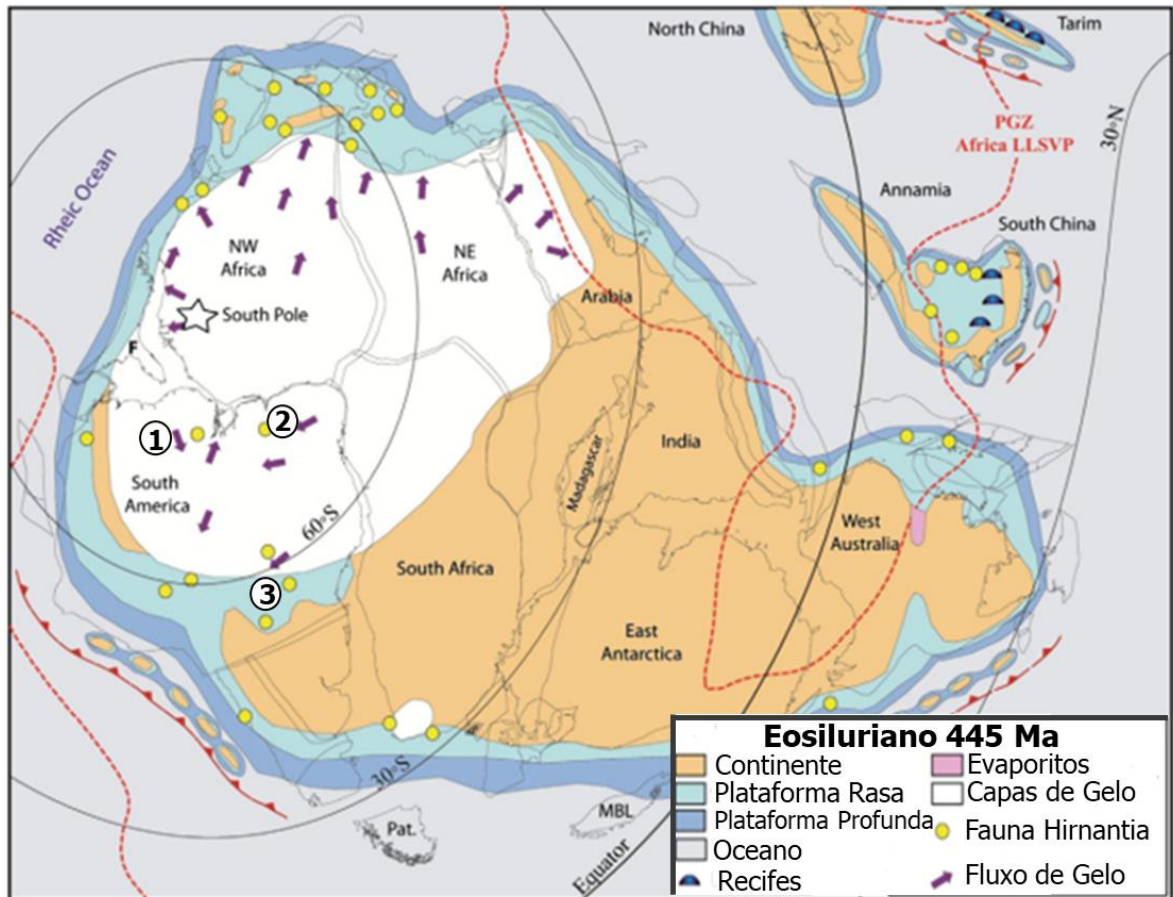 North China
Tarim
PGZ
Africa LLSVP
30°N
Rheic Ocean
Annamia
South China
NW
Africa
NE
Africa
South Pole
Arabia
F
1
2
South
America
60°S
India
Madagascar
West
Australia
South Africa
3
East
Antarctica
30°S
Pat.
MBL
Equator
Eosiluriano 445 Ma
Continente
Evaporitos
Plataforma Rasa
Capas de Gelo
Plataforma Profunda
Fauna Hirnantia
Oceano
Recifes
Fluxo de Gelo